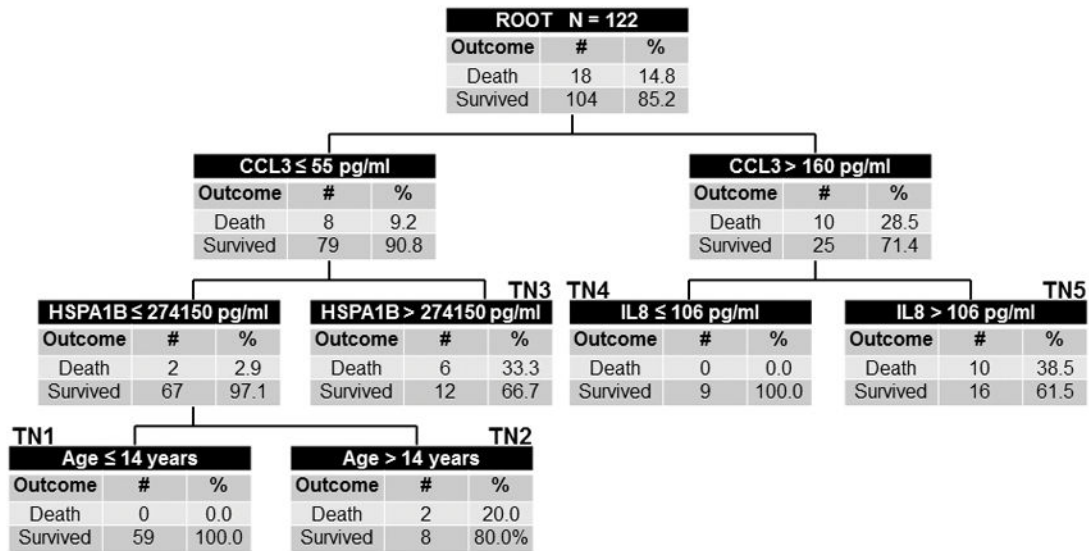 ROOT N = 122
Outcome # %
Death 18 14.8
Survived 104 85.2
CCL3 ≤ 55 pg/ml
Outcome # %
Death 8 9.2
Survived 79 90.8
CCL3 > 160 pg/ml
Outcome # %
Death 10 28.5
Survived 25 71.4
HSPA1B ≤ 274150 pg/ml
Outcome # %
Death 2 2.9
Survived 67 97.1
TN3
HSPA1B > 274150 pg/ml
Outcome # %
Death 6 33.3
Survived 12 66.7
TN4
IL8 ≤ 106 pg/ml
Outcome # %
Death 0 0.0
Survived 9 100.0
TN5
IL8 > 106 pg/ml
Outcome # %
Death 10 38.5
Survived 16 61.5
TN1
Age ≤ 14 years
Outcome # %
Death 0 0.0
Survived 59 100.0
TN2
Age > 14 years
Outcome # %
Death 2 20.0
Survived 8 80.0%